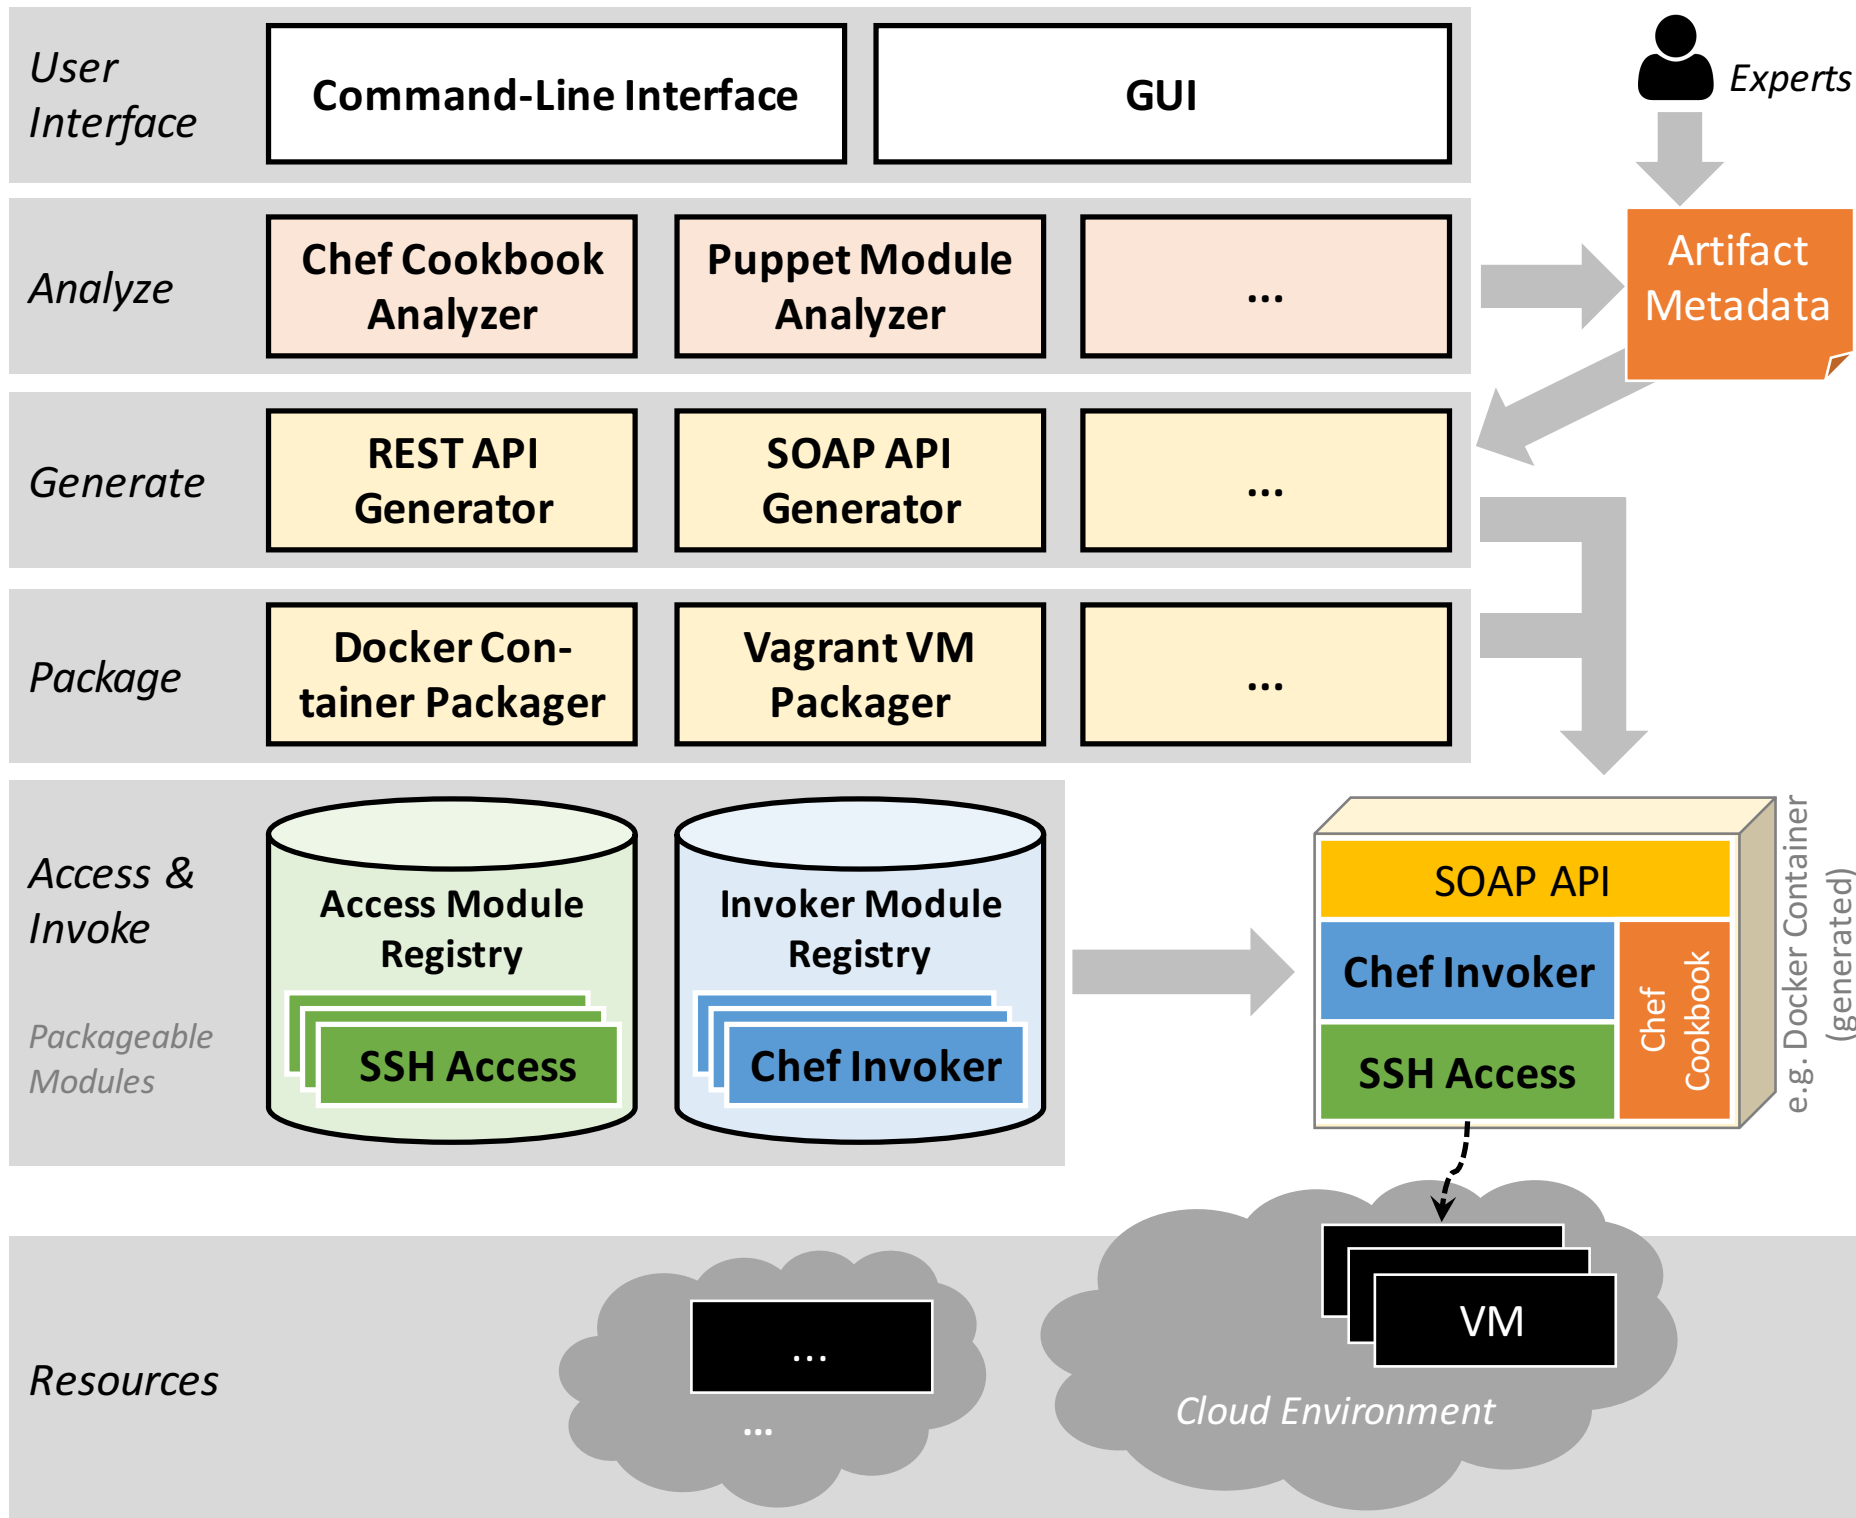 User
Interface
Command-Line Interface
GUI
Experts
Analyze
Chef Cookbook
Analyzer
Puppet Module
Analyzer
...
Artifact
Metadata
Generate
REST API
Generator
SOAP API
Generator
...
Package
Docker Con-
tainer Packager
Vagrant VM
Packager
...
Access &
Invoke
Packageable
Modules
Access Module
Registry
SSH Access
Invoker Module
Registry
Chef Invoker
SOAP API
Chef Invoker
SSH Access
Chef
Cookbook
e.g. Docker Container
(generated)
Resources
...
...
VM
Cloud Environment